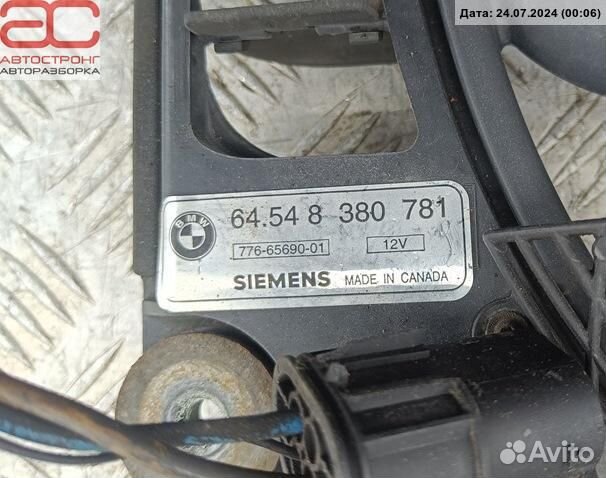 Дата: 24.07.2024 (00:06)
АС
АВТОСТРОНГ
АВТОРАЗБОРКА
BMW
64.54 8 380 781
776-65690-01
12V
SIEMENS MADE IN CANADA
Avito